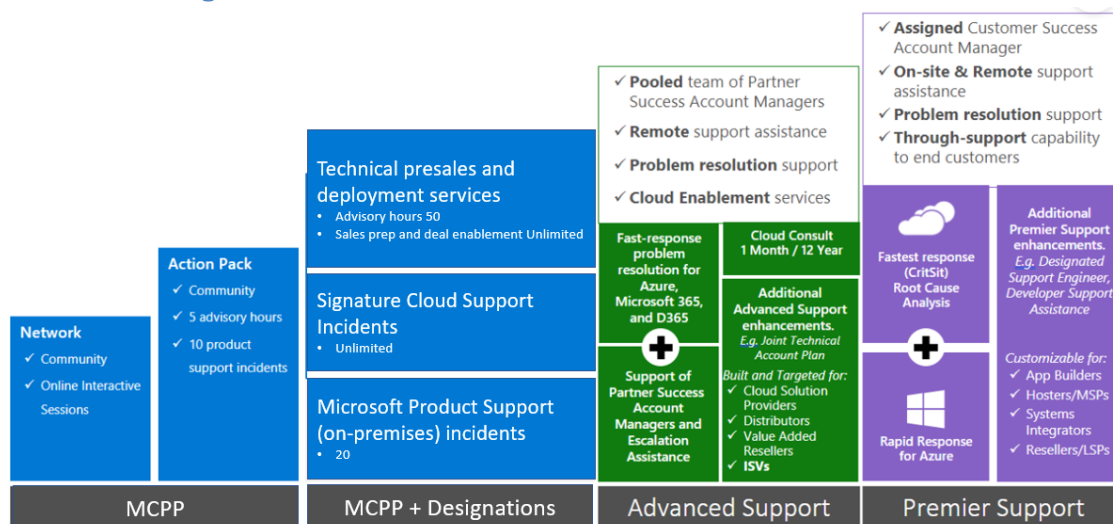 Network
✓ Community
✓ Online Interactive
Sessions
Action Pack
✓ Community
✓ 5 advisory hours
✓ 10 product
support incidents
MCPP
Technical presales and
deployment services
• Advisory hours 50
• Sales prep and deal enablement Unlimited
Signature Cloud Support
Incidents
• Unlimited
Microsoft Product Support
(on-premises) incidents
• 20
MCPP + Designations
✓ Pooled team of Partner
Success Account Managers
✓ Remote support assistance
✓ Problem resolution support
✓ Cloud Enablement services
Fast-response
problem
resolution for
Azure,
Microsoft 365,
and D365
+
Support of
Partner Success
Account
Managers and
Escalation
Assistance
Cloud Consult
1 Month / 12 Year
Additional
Advanced Support
enhancements.
E.g. Joint Technical
Account Plan
Built and Targeted for:
✓ Cloud Solution
Providers
✓ Distributors
✓ Value Added
Resellers
✓ ISVs
Advanced Support
✓ Assigned Customer Success
Account Manager
✓ On-site & Remote support
assistance
✓ Problem resolution support
✓ Through-support capability
to end customers
Fastest response
(CritSit)
Root Cause
Analysis
+
Rapid Response
for Azure
Additional
Premier Support
enhancements.
E.g. Designated
Support Engineer,
Developer Support
Assistance
Customizable for:
✓ App Builders
✓ Hosters/MSPs
✓ Systems
Integrators
✓ Resellers/LSPs
Premier Support